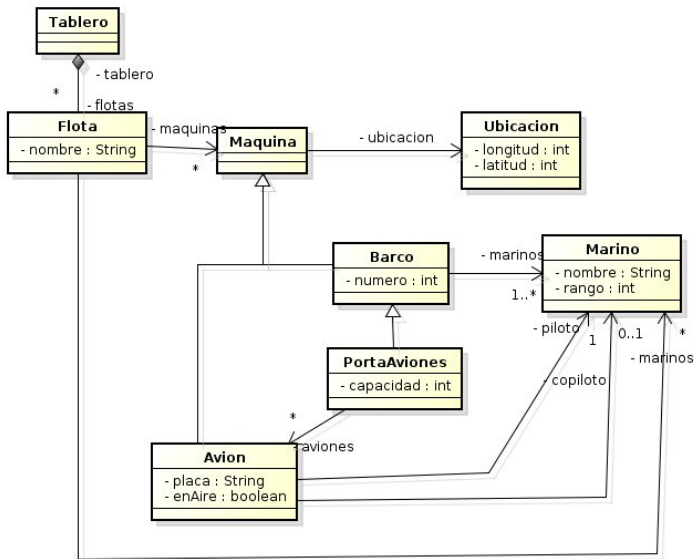 Tablero
- tablero
*
- flotas
Flota
- nombre : String
- maquinas
*
Maquina
- ubicacion
Ubicacion
- longitud : int
- latitud : int
Barco
- numero : int
- marinos
1..*
Marino
- nombre : String
- rango : int
- piloto
1
0..1
*
- marinos
- copiloto
PortaAviones
- capacidad : int
*
- aviones
Avion
- placa : String
- enAire : boolean